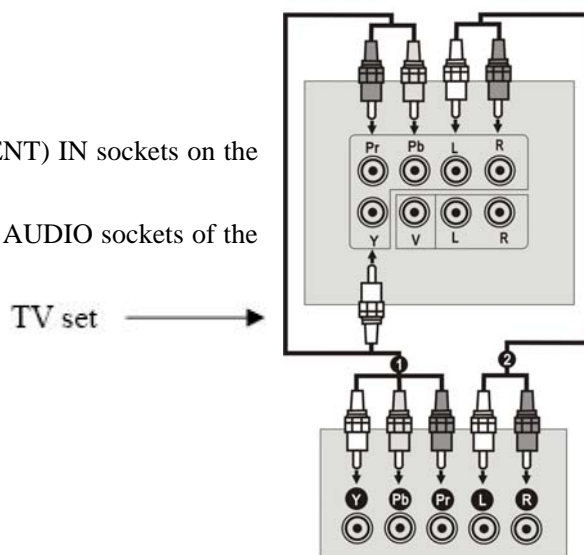 Pr Pb L R
ENT) IN sockets on the
AUDIO sockets of the
Y V L R
TV set
1 2
Y Pb Pr L R